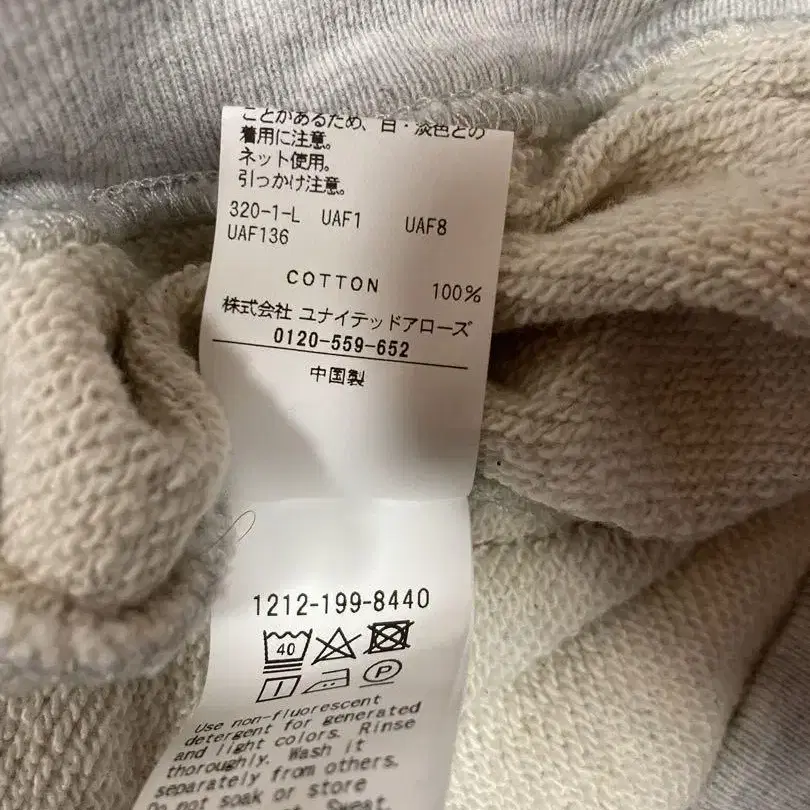 ことがあるため、白・淡色との
着用に注意。
ネット使用。
引っかけ注意。
320-1-L UAF1 UAF8
UAF136
COTTON 100%
株式会社 ユナイテッドアローズ
0120-559-652
中国製
1212-199-8440
40
P
Use non-fluorescent
detergent for generated
and light colors. Rinse
thoroughly. Wash it
separately from others.
Do not soak or store
Sweat,